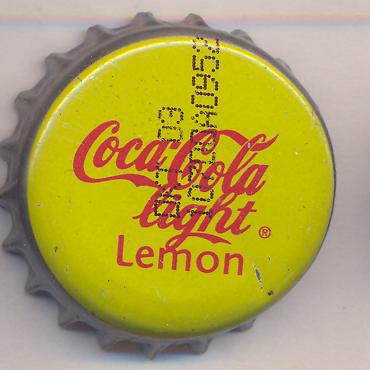 Coca-Cola
light ®
Lemon